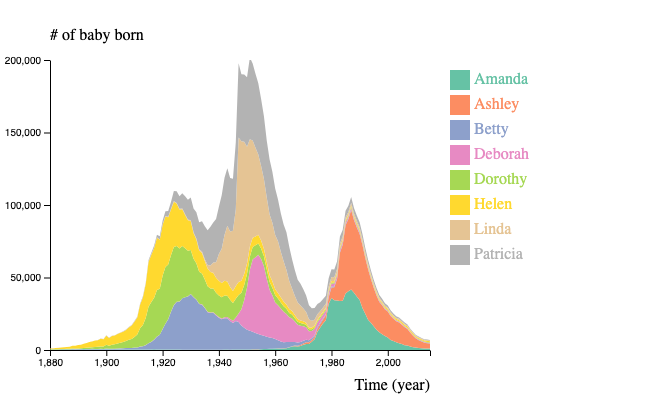 # of baby born
200,000
150,000
100,000
50,000
0
1,880 1,900 1,920 1,940 1,960 1,980 2,000
Time (year)
Amanda
Ashley
Betty
Deborah
Dorothy
Helen
Linda
Patricia